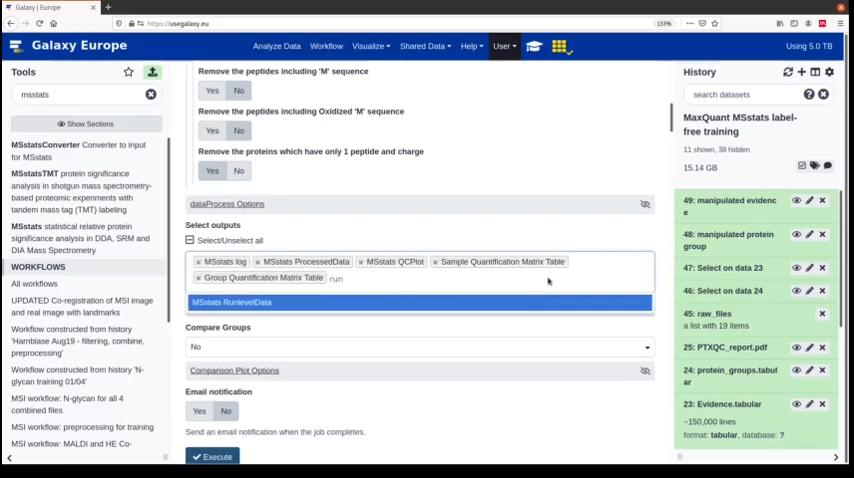 Galaxy | Europe
https://usegalaxy.eu
133%
Galaxy Europe
Analyze Data
Workflow
Visualize
Shared Data
Help
User
Using 5.0 TB
Tools
msstats
Show Sections
MSstatsConverter Converter to input
for MSstats
MSstatsTMT protein significance
analysis in shotgun mass spectrometry-
based proteomic experiments with
tandem mass tag (TMT) labeling)
MSstats statistical relative protein
significance analysis in DDA, SRM and
DIA Mass Spectrometry
WORKFLOWS
All workflows
UPDATED Co-registration of MSI image
and real image with landmarks
Workflow constructed from history
'Harnblase Aug19 - filtering, combine,
preprocessing'
Workflow constructed from history 'N-
glycan training 01/04'
MSI workflow: N-glycan for all 4
combined files
MSI workflow: preprocessing for training
MSI workflow: MALDI and HE Co-
Remove the peptides including 'M' sequence
Yes No
Remove the peptides including Oxidized 'M' sequence
Yes No
Remove the proteins which have only 1 peptide and charge
Yes No
dataProcess Options
Select outputs
Select/Unselect all
× MSstats log × MSstats ProcessedData × MSstats QCPlot × Sample Quantification Matrix Table
× Group Quantification Matrix Table run
MSstats RunlevelData
Compare Groups
No
Comparison Plot Options
Email notification
Yes No
Send an email notification when the job completes.
Execute
History
search datasets
MaxQuant MSstats label-
free training
11 shown, 38 hidden
15.14 GB
49: manipulated evidenc
e
48: manipulated protein
group
47: Select on data 23
46: Select on data 24
45: raw_files
a list with 19 items
25: PTXQC_report.pdf
24: protein_groups.tabul
ar
23: Evidence.tabular
~150,000 lines
format: tabular, database: ?